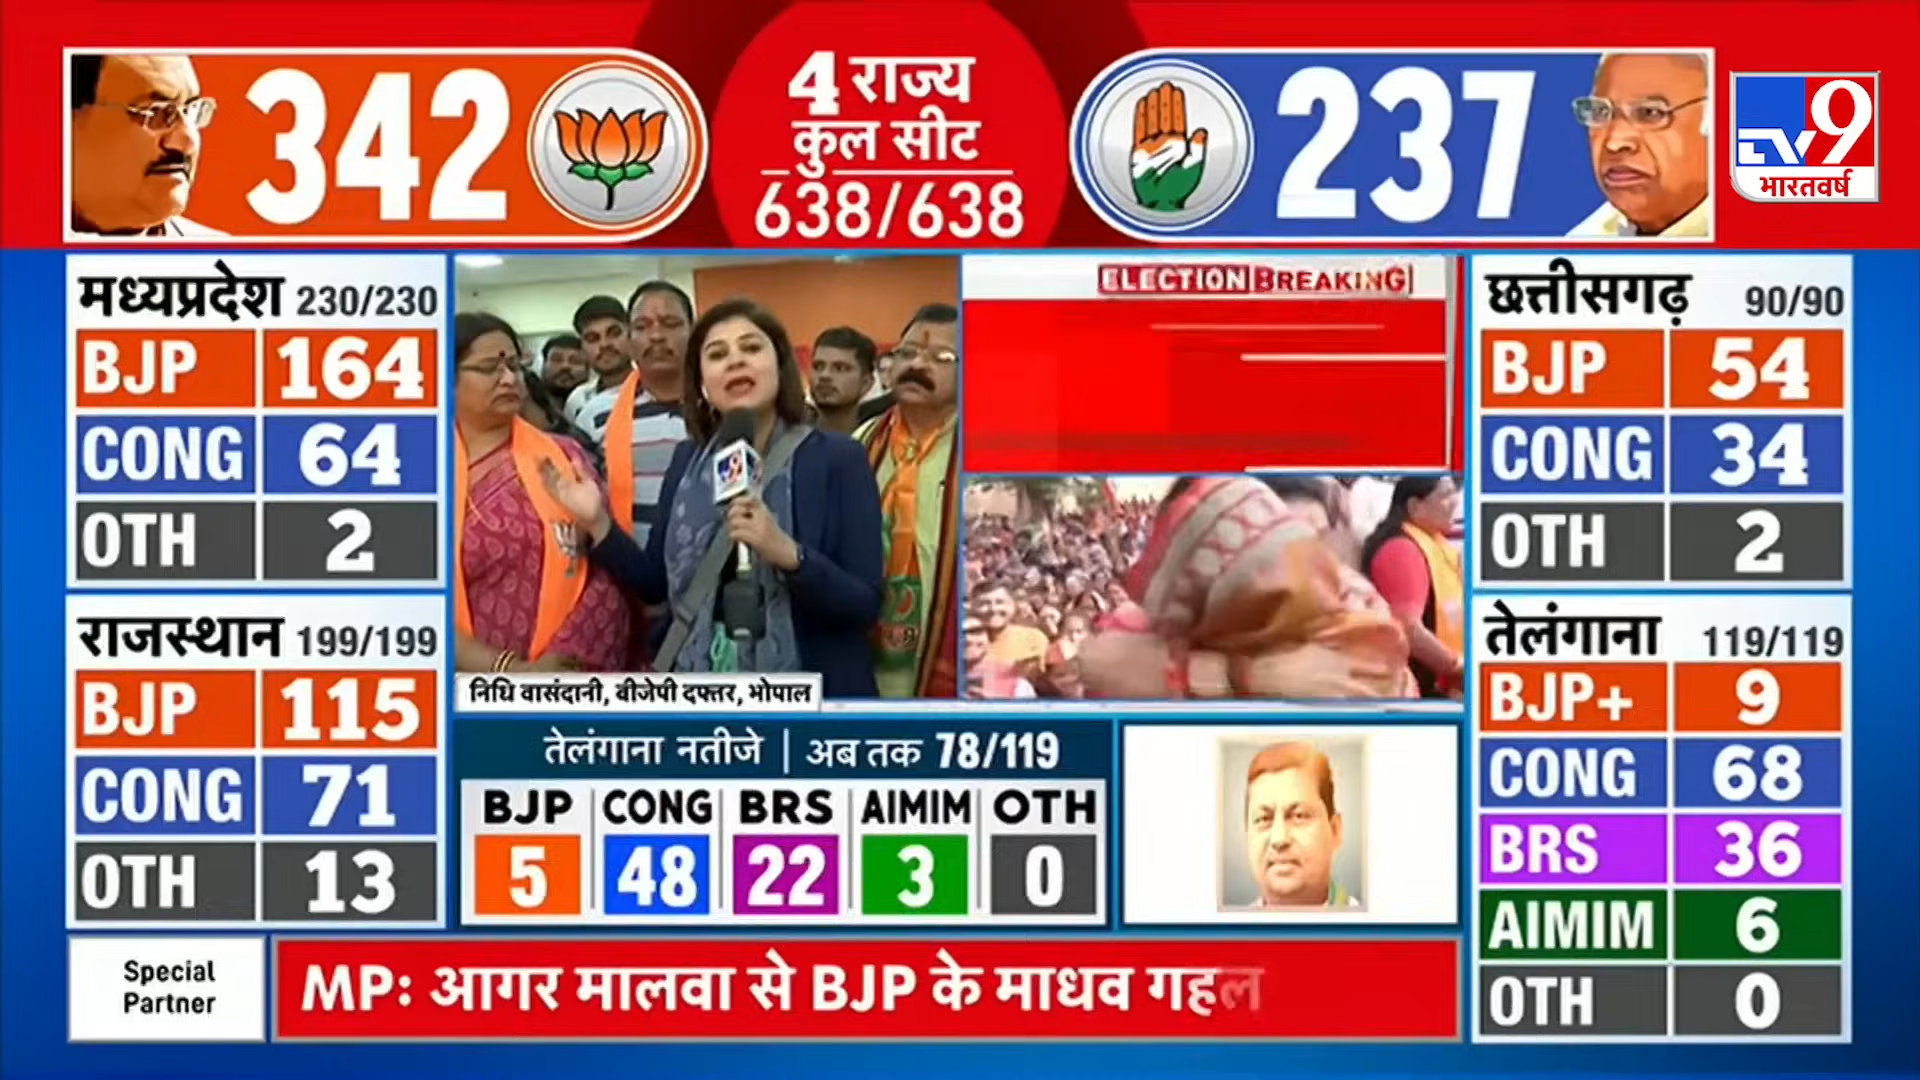 342
4 राज्य
कुल सीट
638/638
237
TV9
भारतवर्ष
मध्यप्रदेश 230/230
BJP 164
CONG 64
OTH 2
राजस्थान 199/199
BJP 115
CONG 71
OTH 13
TV9
निधि वासंदानी, बीजेपी दफ्तर, भोपाल
ELECTION BREAKING
तेलंगाना नतीजे | अब तक 78/119
BJP CONG BRS AIMIM OTH
5 48 22 3 0
छत्तीसगढ़ 90/90
BJP 54
CONG 34
OTH 2
तेलंगाना 119/119
BJP+ 9
CONG 68
BRS 36
AIMIM 6
OTH 0
Special
Partner
MP: आगर मालवा से BJP के माधव गहल